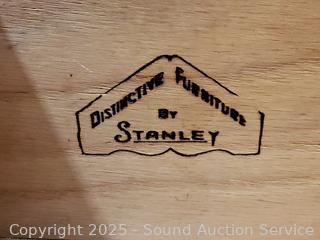 DISTINCTIVE FURNITURE
BY
STANLEY
Copyright 2025 - Sound Auction Service